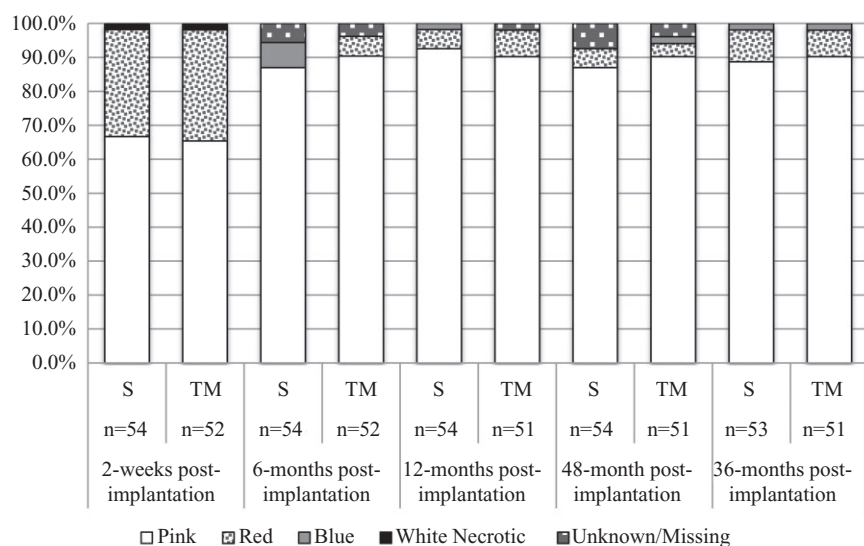 100.0%
90.0%
80.0%
70.0%
60.0%
50.0%
40.0%
30.0%
20.0%
10.0%
0.0%
S TM S TM S TM S TM S TM
n=54 n=52 n=54 n=52 n=54 n=51 n=54 n=51 n=53 n=51
2-weeks post- 6-months post- 12-months post- 48-month post- 36-months post-
implantation implantation implantation implantation implantation
Pink Red Blue White Necrotic Unknown/Missing